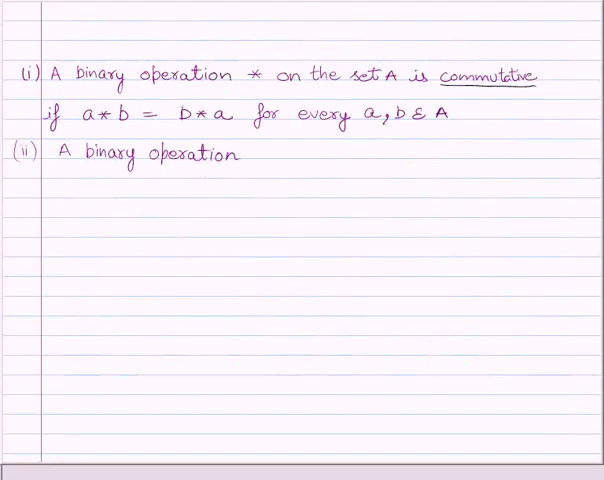 (i) A binary operation * on the set A is commutative
if a * b = b * a for every a, b ε A
(ii) A binary operation